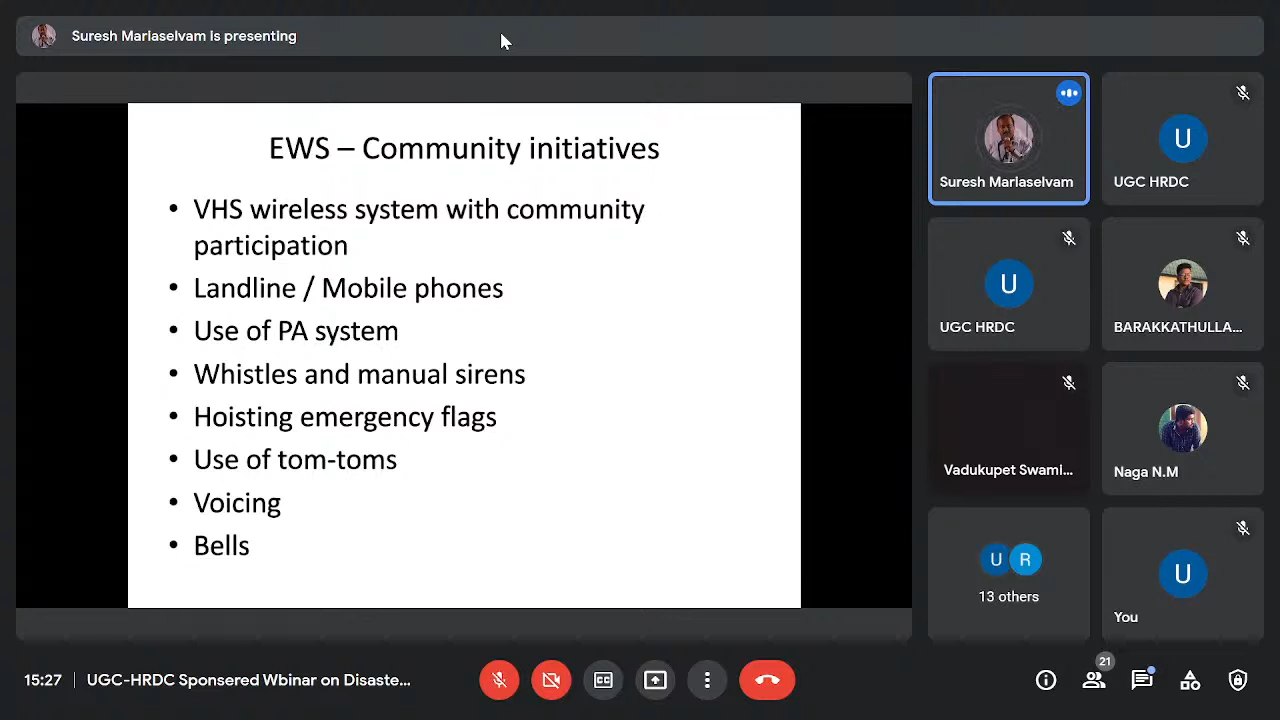 Suresh Marlaselvam is presenting
EWS – Community initiatives
• VHS wireless system with community
participation
• Landline / Mobile phones
• Use of PA system
• Whistles and manual sirens
• Hoisting emergency flags
• Use of tom-toms
• Voicing
• Bells
Suresh Marlaselvam
U
UGC HRDC
U
UGC HRDC
BARAKKATHULLA...
Vadukupet Swami...
Naga N.M
U R
13 others
U
You
15:27 | UGC-HRDC Sponsered Wbinar on Disaste...
CC
21